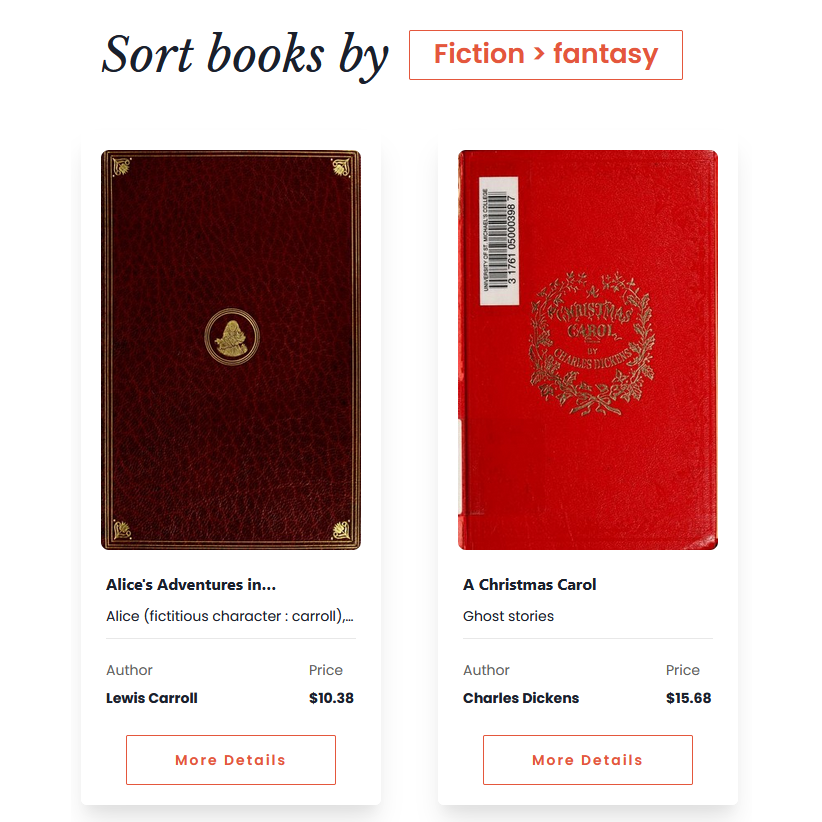 Sort books by
Fiction > fantasy
UNIVERSITY OF ST. MICHAEL'S COLLEGE
3 1761 05000398 7
A
CHRISTMAS
CAROL
BY
CHARLES DICKENS
Alice's Adventures in...
Alice (fictitious character : carroll),...
Author
Price
Lewis Carroll
$10.38
More Details
A Christmas Carol
Ghost stories
Author
Price
Charles Dickens
$15.68
More Details